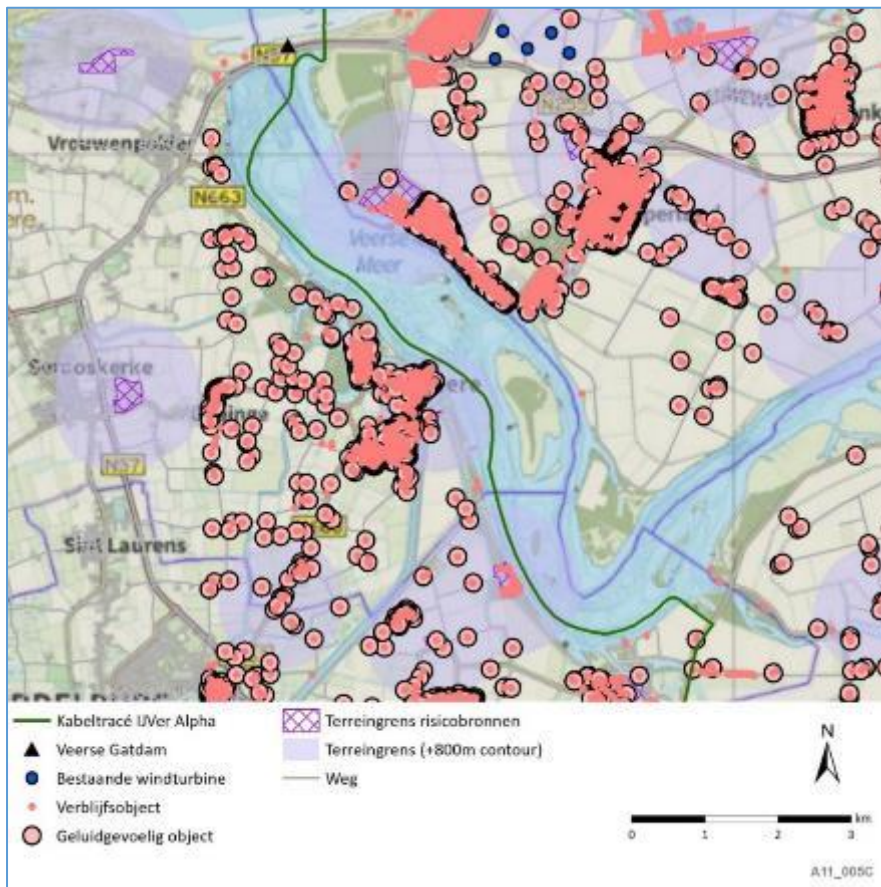 N57
Vrouwenpolder
N663
Veerse
Meer
N255
Serooskerke
N57
Sint Laurens
Kabeltracé IJVer Alpha
Veerse Gatdam
Bestaande windturbine
Verblijfsobject
Geluidgevoelig object
Terreingrens risicobronnen
Terreingrens (+800m contour)
Weg
N
km
0 1 2 3
A11_005C